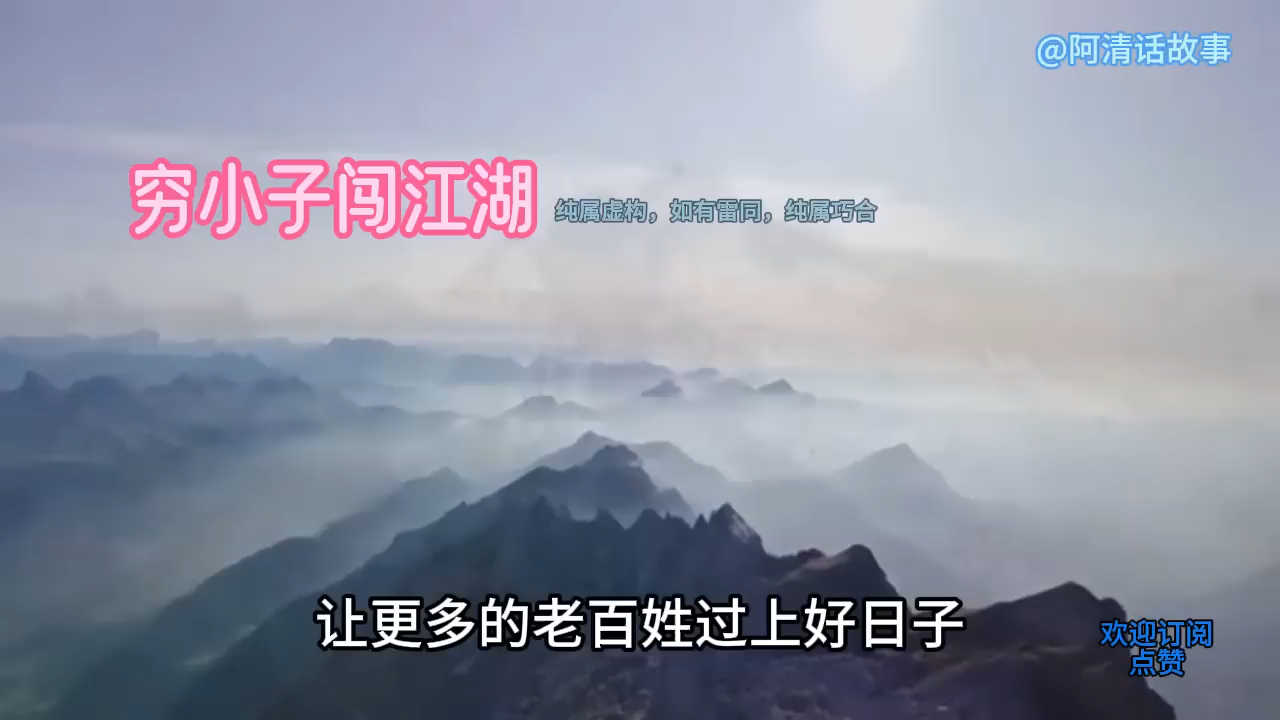 @阿清话故事
穷小子闯江湖
纯属虚构，如有雷同，纯属巧合
让更多的老百姓过上好日子
欢迎订阅
点赞